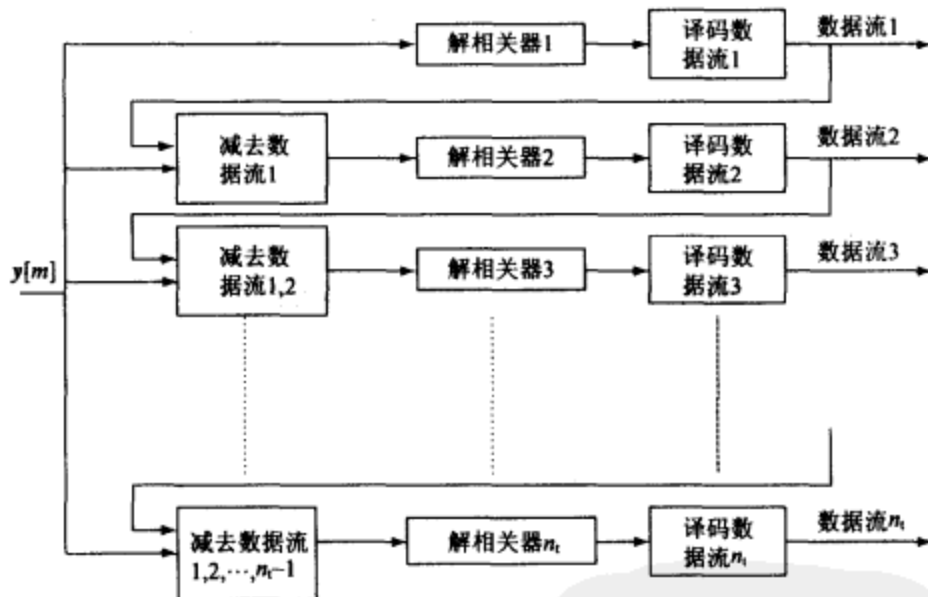 解相关器1
译码数
据流1
数据流1
减去数
据流1
解相关器2
译码数
据流2
数据流2
y[m]
减去数
据流1,2
解相关器3
译码数
据流3
数据流3
减去数据流
1,2,···,nt−1
解相关器nt
译码数
据流nt
数据流nt